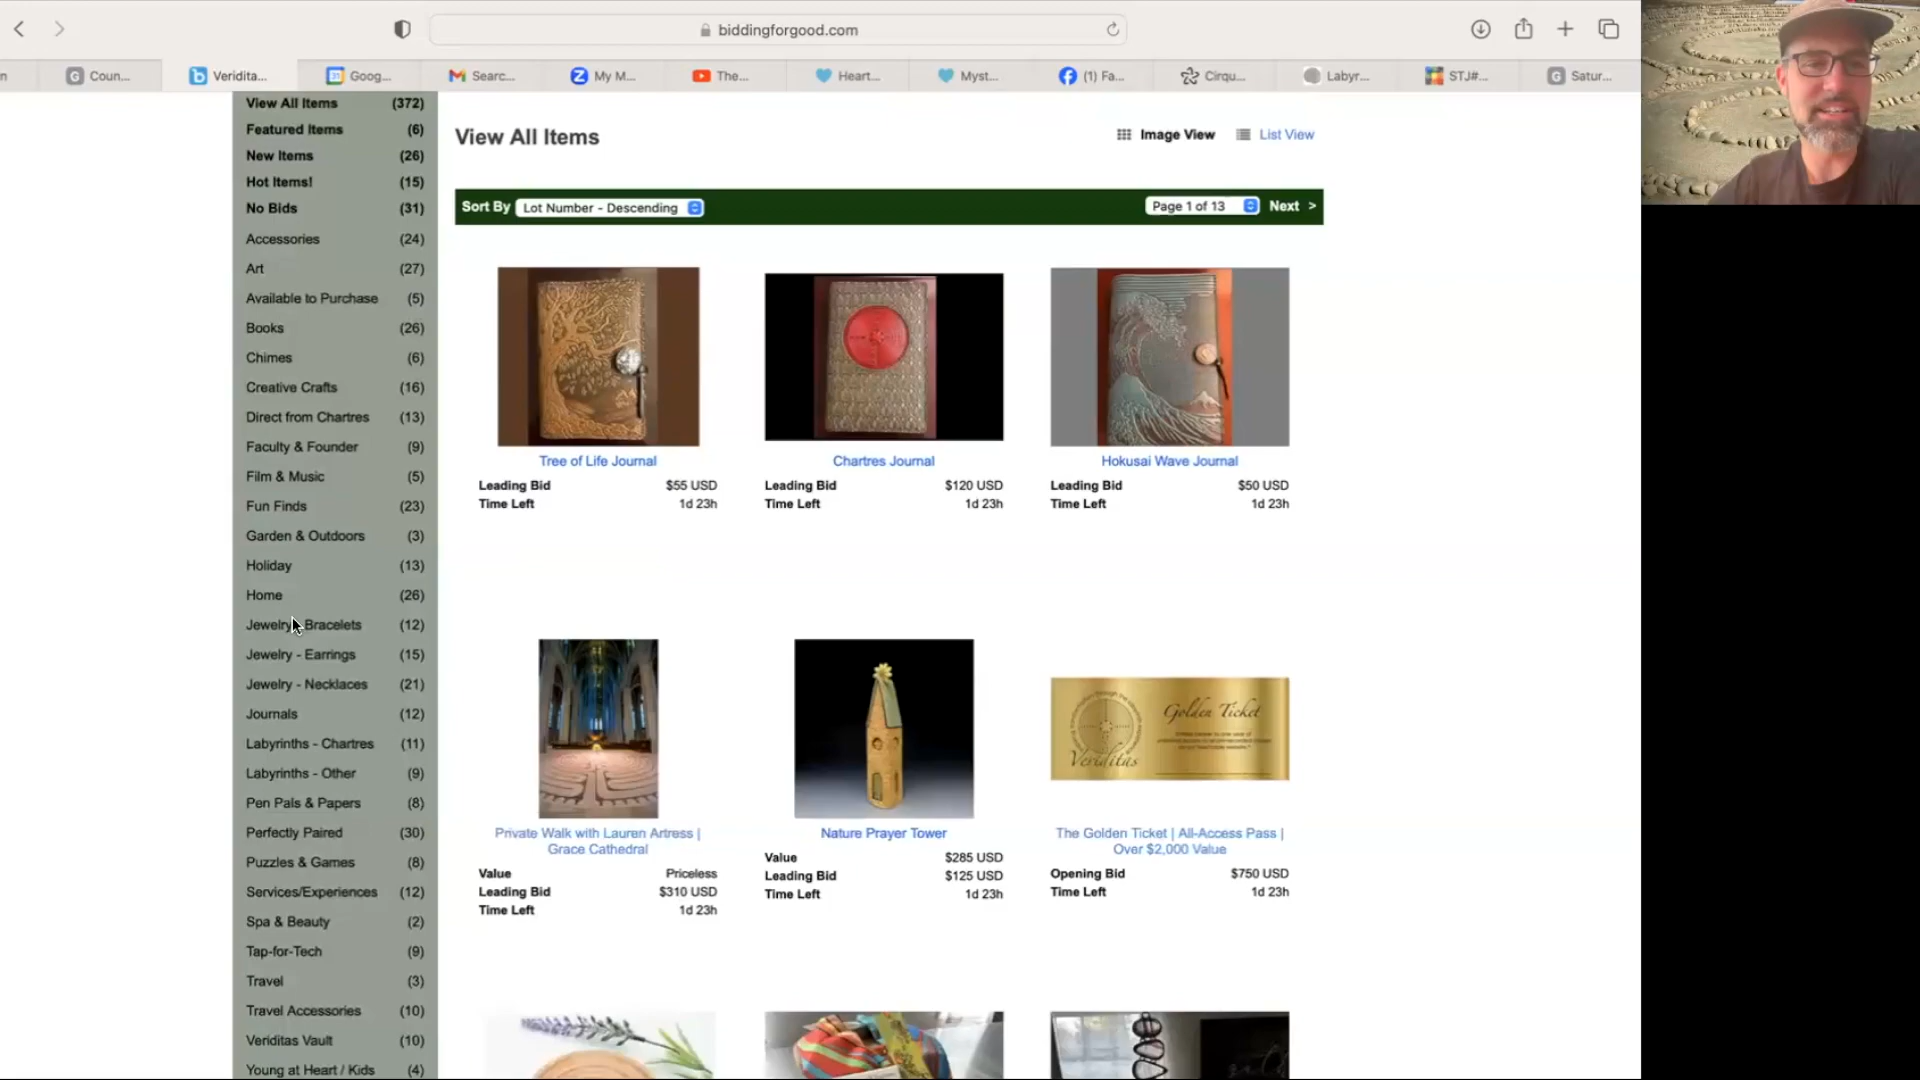 biddingforgood.com
n
Coun...
Veridita...
Goog...
Searc...
My M...
The...
Heart...
Myst...
(1) Fa...
Cirqu...
Labyr...
STJ#...
Satur...
View All Items (372)
Featured Items (6)
New Items (26)
Hot Items! (15)
No Bids (31)
Accessories (24)
Art (27)
Available to Purchase (5)
Books (26)
Chimes (6)
Creative Crafts (16)
Direct from Chartres (13)
Faculty & Founder (9)
Film & Music (5)
Fun Finds (23)
Garden & Outdoors (3)
Holiday (13)
Home (26)
Jewelry - Bracelets (12)
Jewelry - Earrings (15)
Jewelry - Necklaces (21)
Journals (12)
Labyrinths - Chartres (11)
Labyrinths - Other (9)
Pen Pals & Papers (8)
Perfectly Paired (30)
Puzzles & Games (8)
Services/Experiences (12)
Spa & Beauty (2)
Tap-for-Tech (9)
Travel (3)
Travel Accessories (10)
Veriditas Vault (10)
Young at Heart / Kids (4)
View All Items
Image View
List View
Sort By Lot Number - Descending
Page 1 of 13 Next >
Tree of Life Journal
Leading Bid $55 USD
Time Left 1d 23h
Chartres Journal
Leading Bid $120 USD
Time Left 1d 23h
Hokusai Wave Journal
Leading Bid $50 USD
Time Left 1d 23h
Private Walk with Lauren Artress |
Grace Cathedral
Value Priceless
Leading Bid $310 USD
Time Left 1d 23h
Nature Prayer Tower
Value $285 USD
Leading Bid $125 USD
Time Left 1d 23h
Golden Ticket
Veriditas
The Golden Ticket | All-Access Pass |
Over $2,000 Value
Opening Bid $750 USD
Time Left 1d 23h